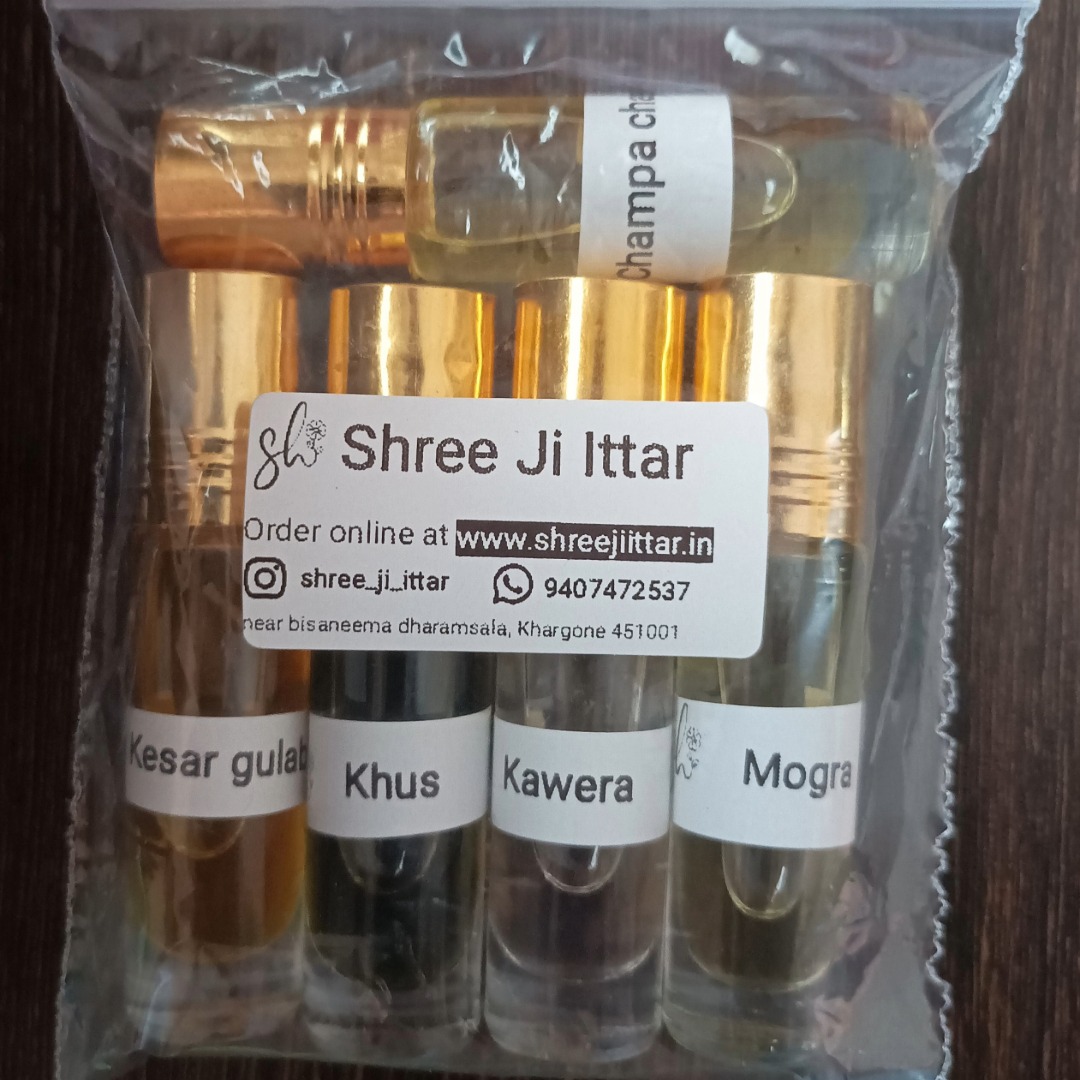 Champa
sh Shree Ji Ittar
Order online at www.shreejiittar.in
shree_ji_ittar 9407472537
near bisaneema dharamsala, Khargone 451001
Kesar gulab
Khus
Kawera
Mogra